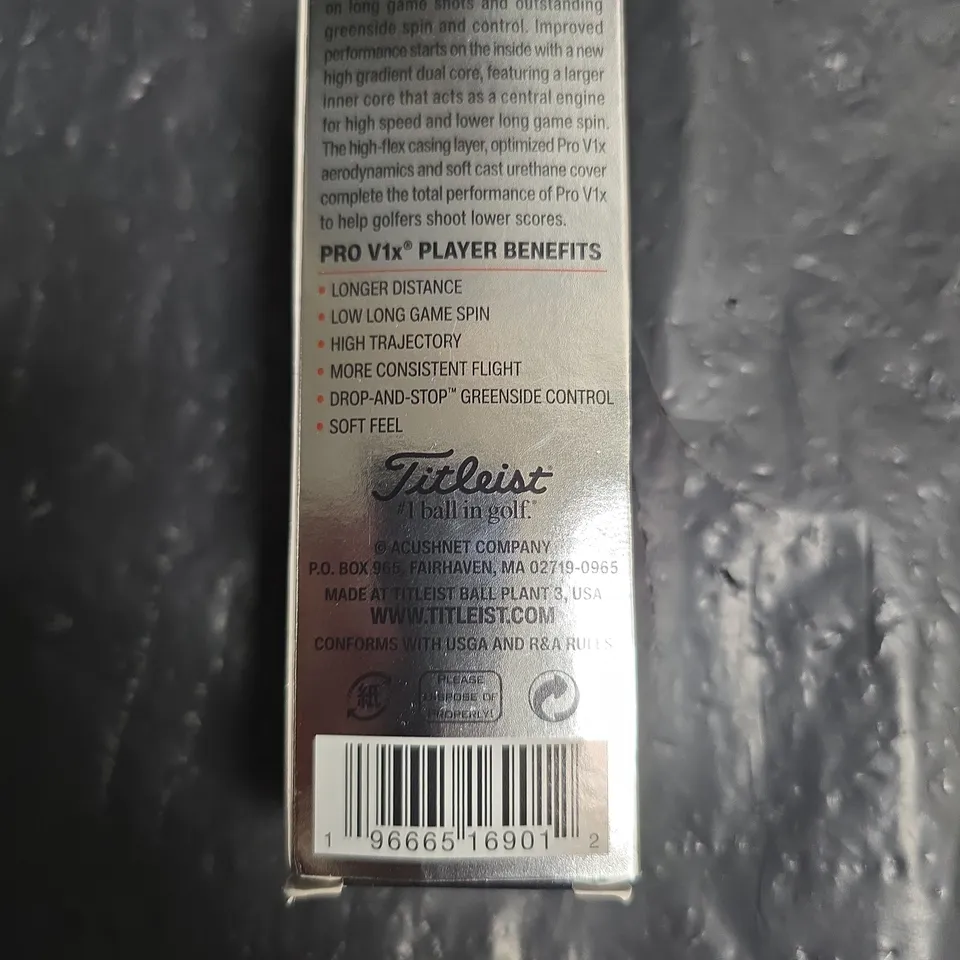 on long game shots and outstanding
greenside spin and control. Improved
performance starts on the inside with a new
high gradient dual core, featuring a larger
inner core that acts as a central engine
for high speed and lower long game spin.
The high-flex casing layer, optimized Pro V1x
aerodynamics and soft cast urethane cover
complete the total performance of Pro V1x
to help golfers shoot lower scores.
PRO V1x® PLAYER BENEFITS
• LONGER DISTANCE
• LOW LONG GAME SPIN
• HIGH TRAJECTORY
• MORE CONSISTENT FLIGHT
• DROP-AND-STOP™ GREENSIDE CONTROL
• SOFT FEEL
Titleist®
#1 ball in golf.®
© ACUSHNET COMPANY
P.O. BOX 965, FAIRHAVEN, MA 02719-0965
MADE AT TITLEIST BALL PLANT 3, USA
WWW.TITLEIST.COM
CONFORMS WITH USGA AND R&A RULES
紙
PLEASE
DISPOSE OF
PROPERLY!
1 96665 16901 2